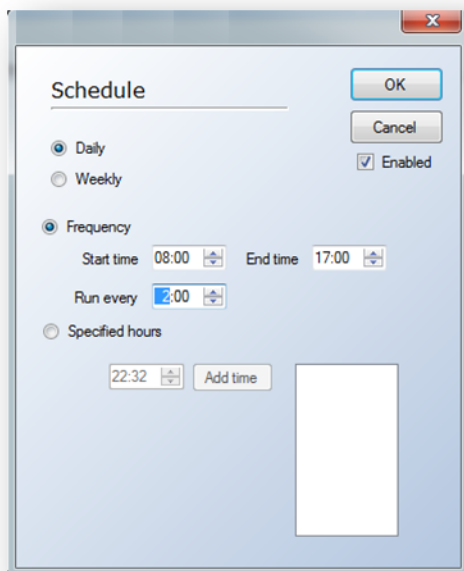 Schedule
OK
Cancel
Enabled
Daily
Weekly
Frequency
Start time 08:00 End time 17:00
Run every 2:00
Specified hours
22:32 Add time